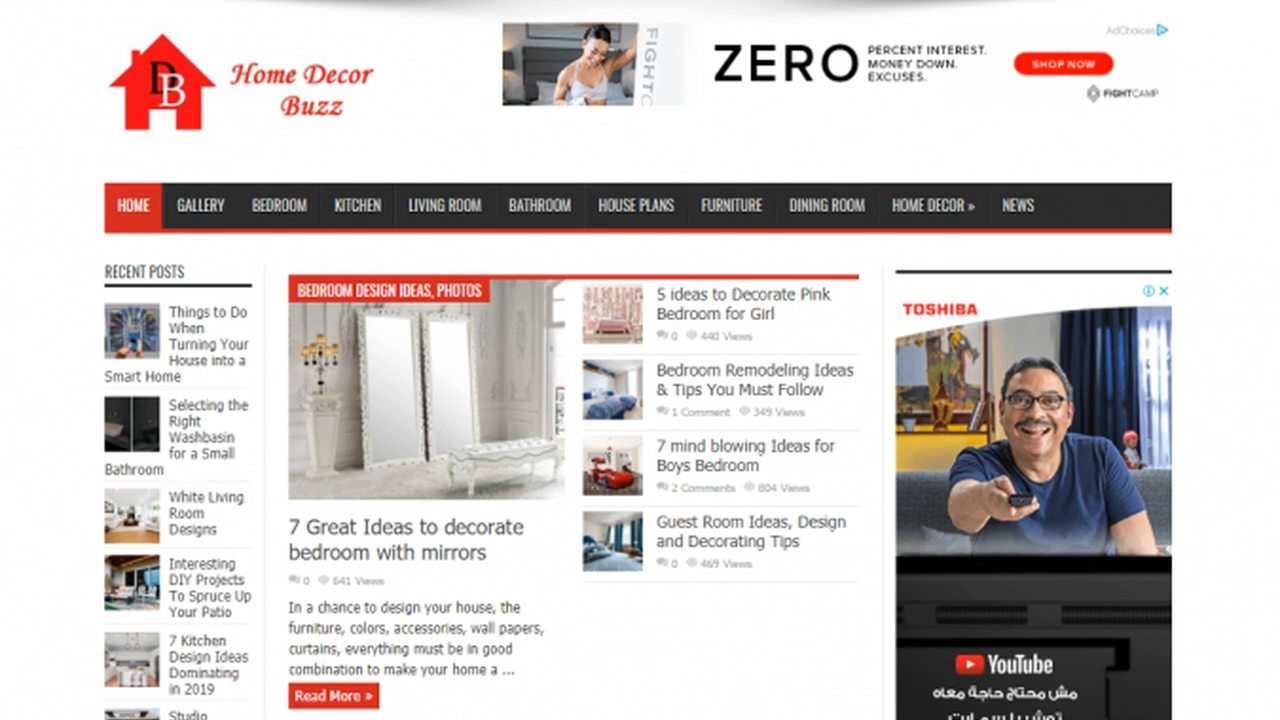 DB
Home Decor
Buzz
FIGHTC
ZERO
PERCENT INTEREST.
MONEY DOWN.
EXCUSES.
AdChoices
SHOP NOW
FIGHTCAMP
HOME GALLERY BEDROOM KITCHEN LIVING ROOM BATHROOM HOUSE PLANS FURNITURE DINING ROOM HOME DECOR » NEWS
RECENT POSTS
Things to Do
When
Turning Your
House into a
Smart Home
Selecting the
Right
Washbasin
for a Small
Bathroom
White Living
Room
Designs
Interesting
DIY Projects
To Spruce Up
Your Patio
7 Kitchen
Design Ideas
Dominating
in 2019
Studio
BEDROOM DESIGN IDEAS, PHOTOS
7 Great Ideas to decorate
bedroom with mirrors
0 641 Views
In a chance to design your house, the
furniture, colors, accessories, wall papers,
curtains, everything must be in good
combination to make your home a ...
Read More »
5 ideas to Decorate Pink
Bedroom for Girl
0 440 Views
Bedroom Remodeling Ideas
& Tips You Must Follow
1 Comment 349 Views
7 mind blowing Ideas for
Boys Bedroom
2 Comments 804 Views
Guest Room Ideas, Design
and Decorating Tips
0 469 Views
TOSHIBA
YouTube
مش محتاج حاجة معاه